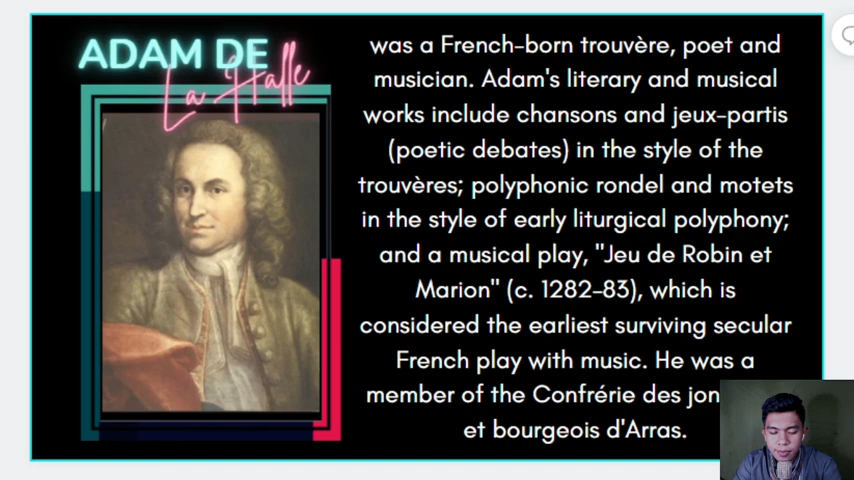 ADAM DE
La Halle
was a French-born trouvère, poet and
musician. Adam's literary and musical
works include chansons and jeux-partis
(poetic debates) in the style of the
trouvères; polyphonic rondel and motets
in the style of early liturgical polyphony;
and a musical play, "Jeu de Robin et
Marion" (c. 1282-83), which is
considered the earliest surviving secular
French play with music. He was a
member of the Confrérie des
et bourgeois d'Arras.